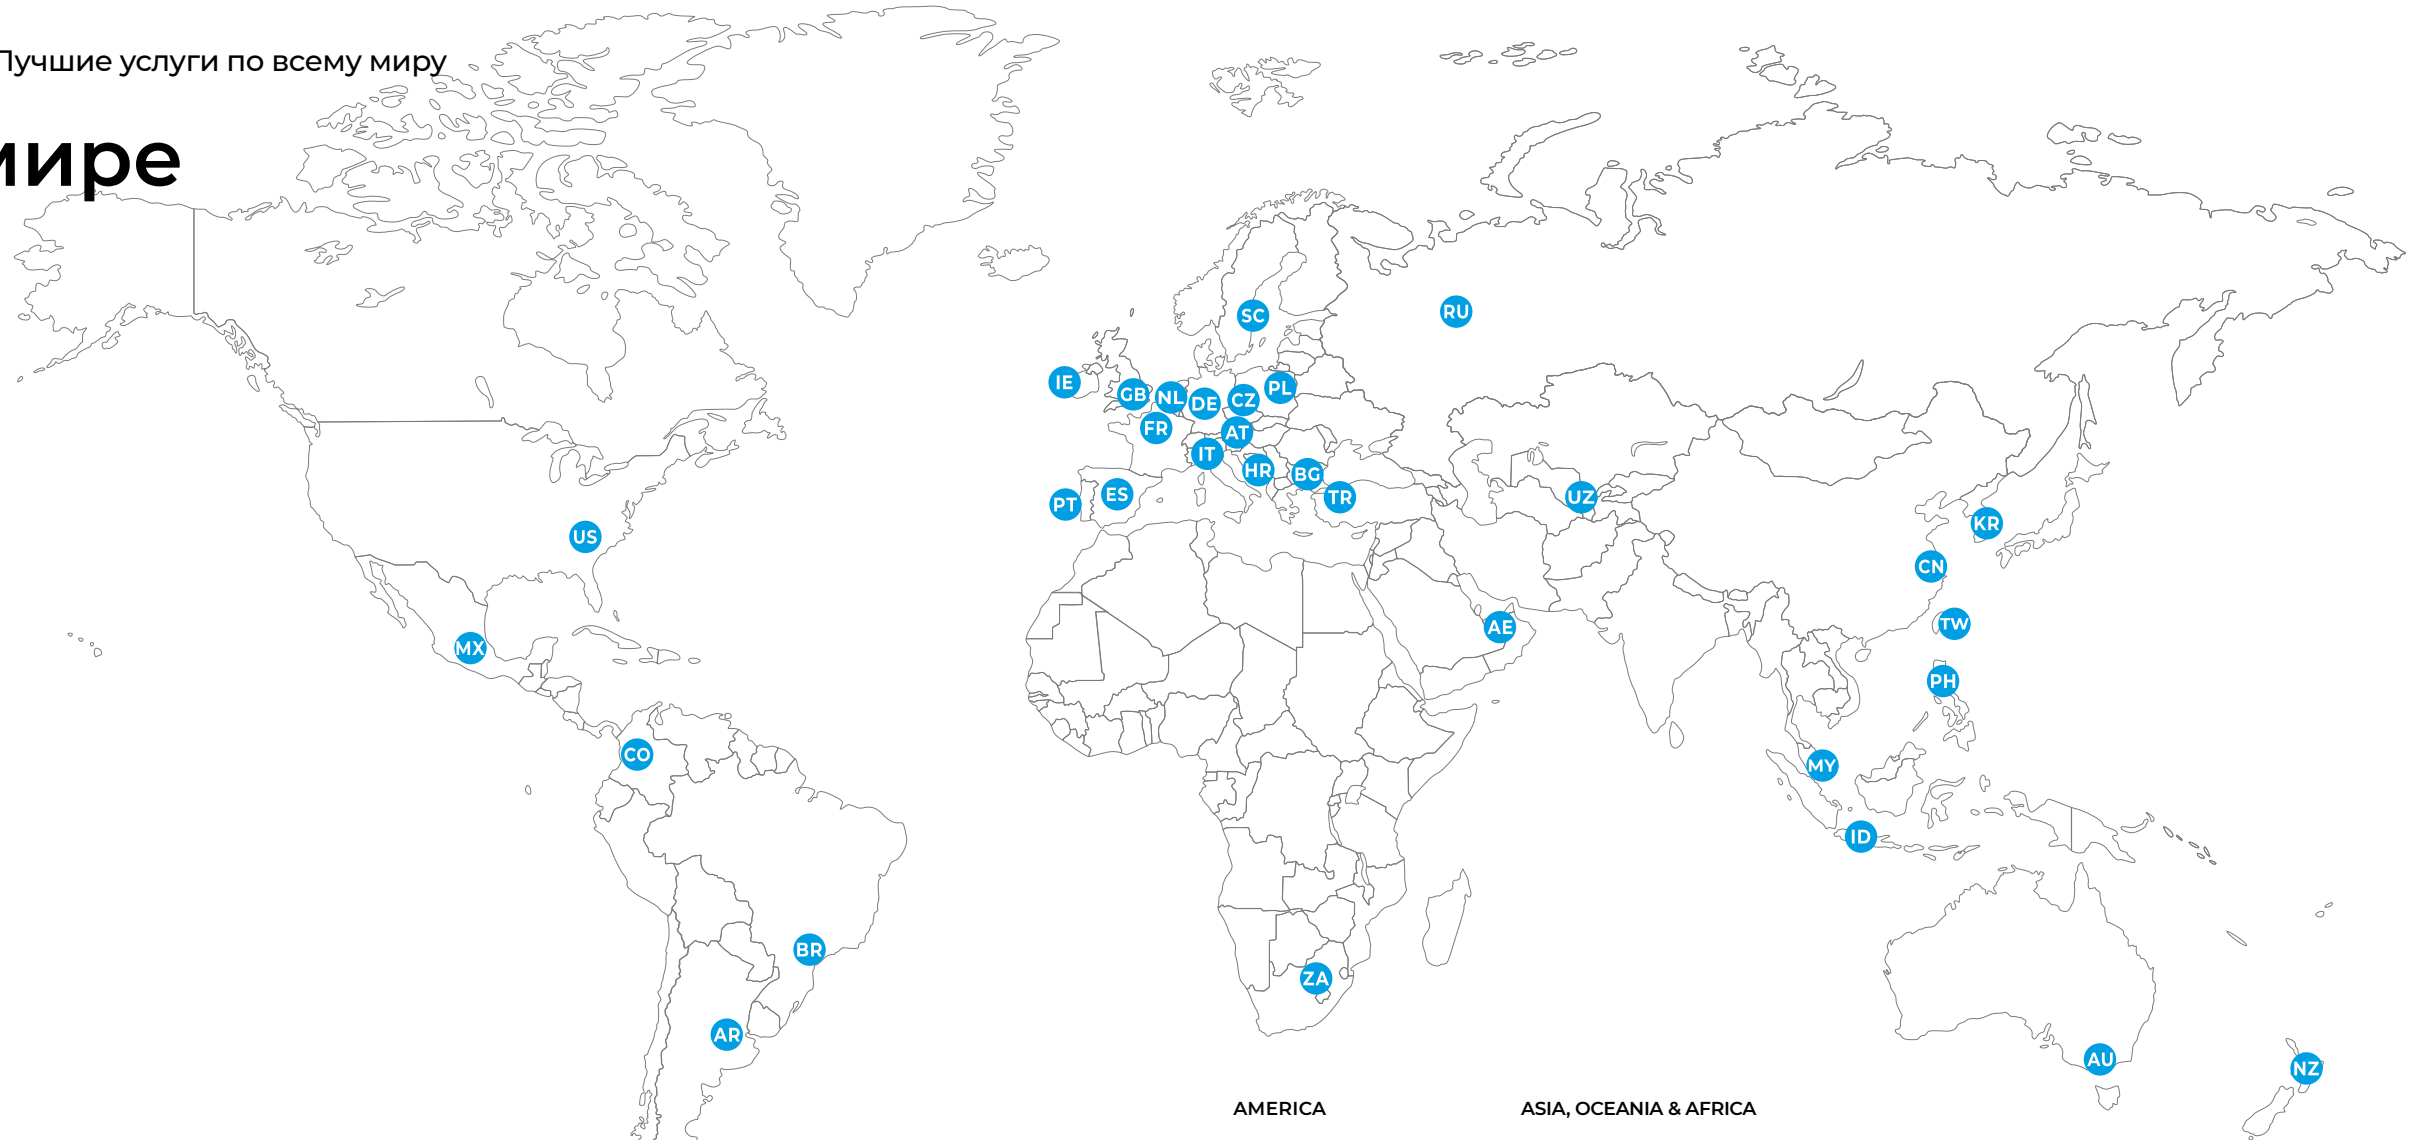 Лучшие услуги по всему миру
мире
SC
RU
IE
GB
NL
DE
CZ
PL
FR
AT
IT
HR
BG
PT
ES
TR
UZ
US
KR
CN
MX
AE
TW
PH
CO
MY
ID
BR
ZA
AR
AU
NZ
AMERICA
ASIA, OCEANIA & AFRICA